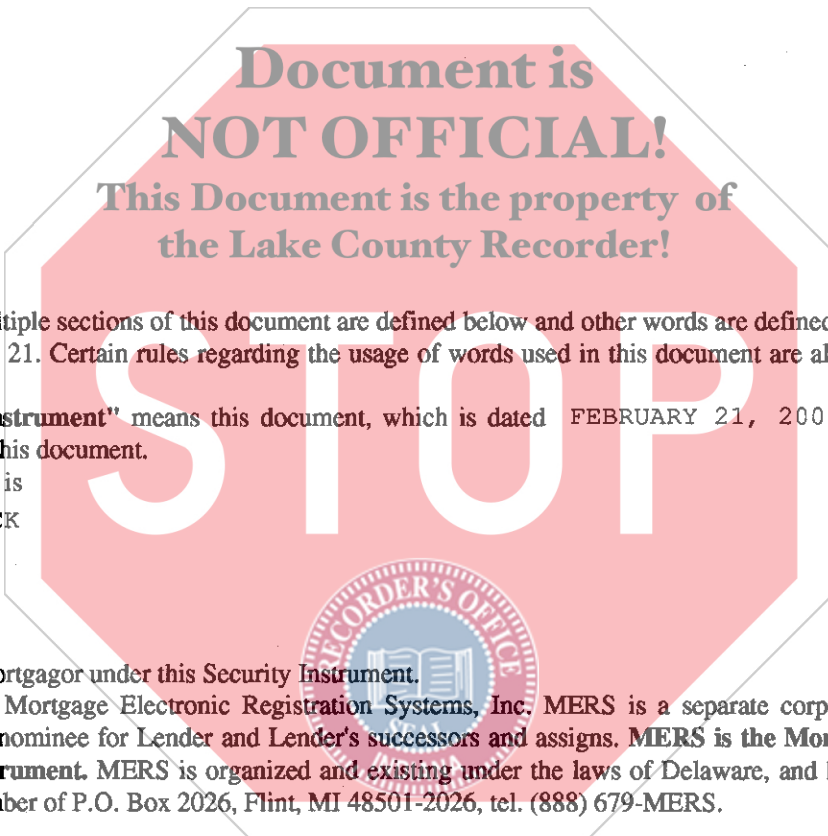 Document is
NOT OFFICIAL!
This Document is the property of
the Lake County Recorder!
tiple sections of this document are defined below and other words are defined
21. Certain rules regarding the usage of words used in this document are al
strument" means this document, which is dated FEBRUARY 21, 200
his document.
is
CK
STOP
RECORDER'S OFFICE
SEAL
INDIANA
rtgagor under this Security Instrument.
Mortgage Electronic Registration Systems, Inc. MERS is a separate corp
nominee for Lender and Lender's successors and assigns. MERS is the Mor
rument. MERS is organized and existing under the laws of Delaware, and
ber of P.O. Box 2026, Flint, MI 48501-2026, tel. (888) 679-MERS.